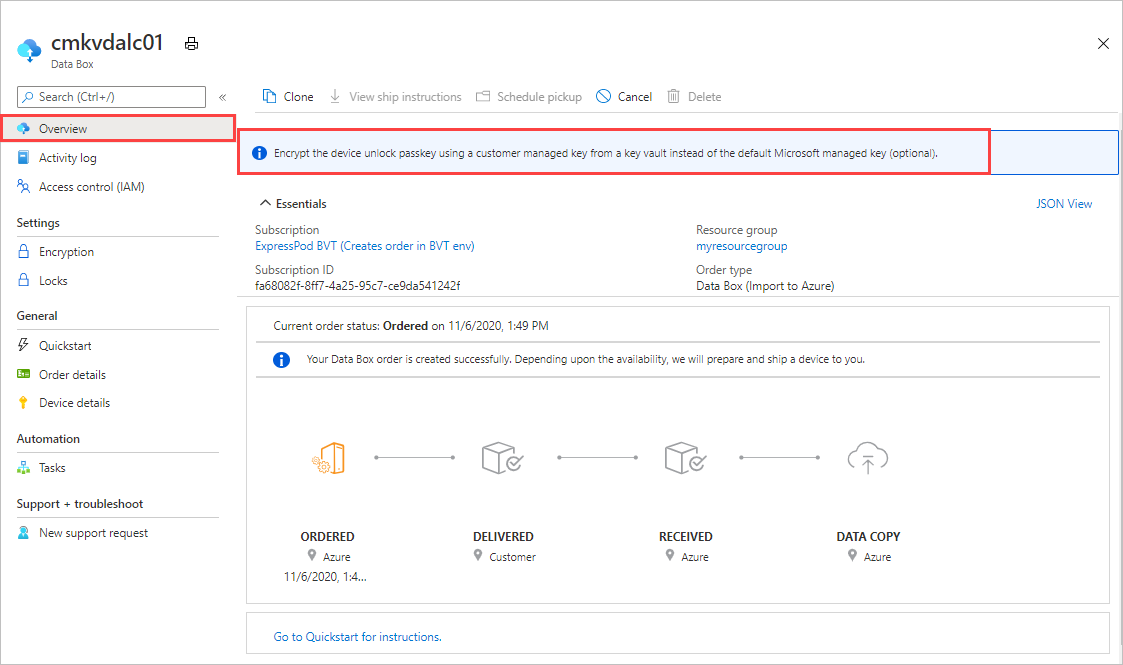 cmkvdalc01
Data Box
Search (Ctrl+/)
«
Overview
Activity log
Access control (IAM)
Settings
Encryption
Locks
General
Quickstart
Order details
Device details
Automation
Tasks
Support + troubleshoot
New support request
Clone
View ship instructions
Schedule pickup
Cancel
Delete
Encrypt the device unlock passkey using a customer managed key from a key vault instead of the default Microsoft managed key (optional).
Essentials
JSON View
Subscription
ExpressPod BVT (Creates order in BVT env)
Subscription ID
fa68082f-8ff7-4a25-95c7-ce9da541242f
Resource group
myresourcegroup
Order type
Data Box (Import to Azure)
Current order status: Ordered on 11/6/2020, 1:49 PM
Your Data Box order is created successfully. Depending upon the availability, we will prepare and ship a device to you.
ORDERED
Azure
11/6/2020, 1:4...
DELIVERED
Customer
RECEIVED
Azure
DATA COPY
Azure
Go to Quickstart for instructions.